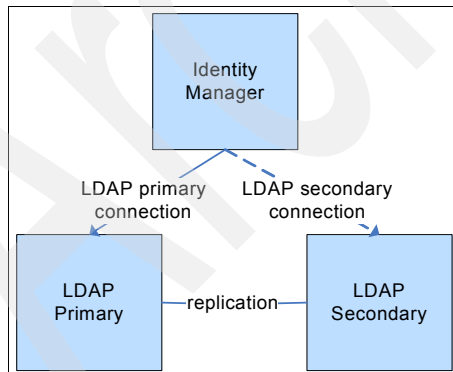 Identity
Manager
LDAP primary
connection
LDAP secondary
connection
LDAP
Primary
replication
LDAP
Secondary